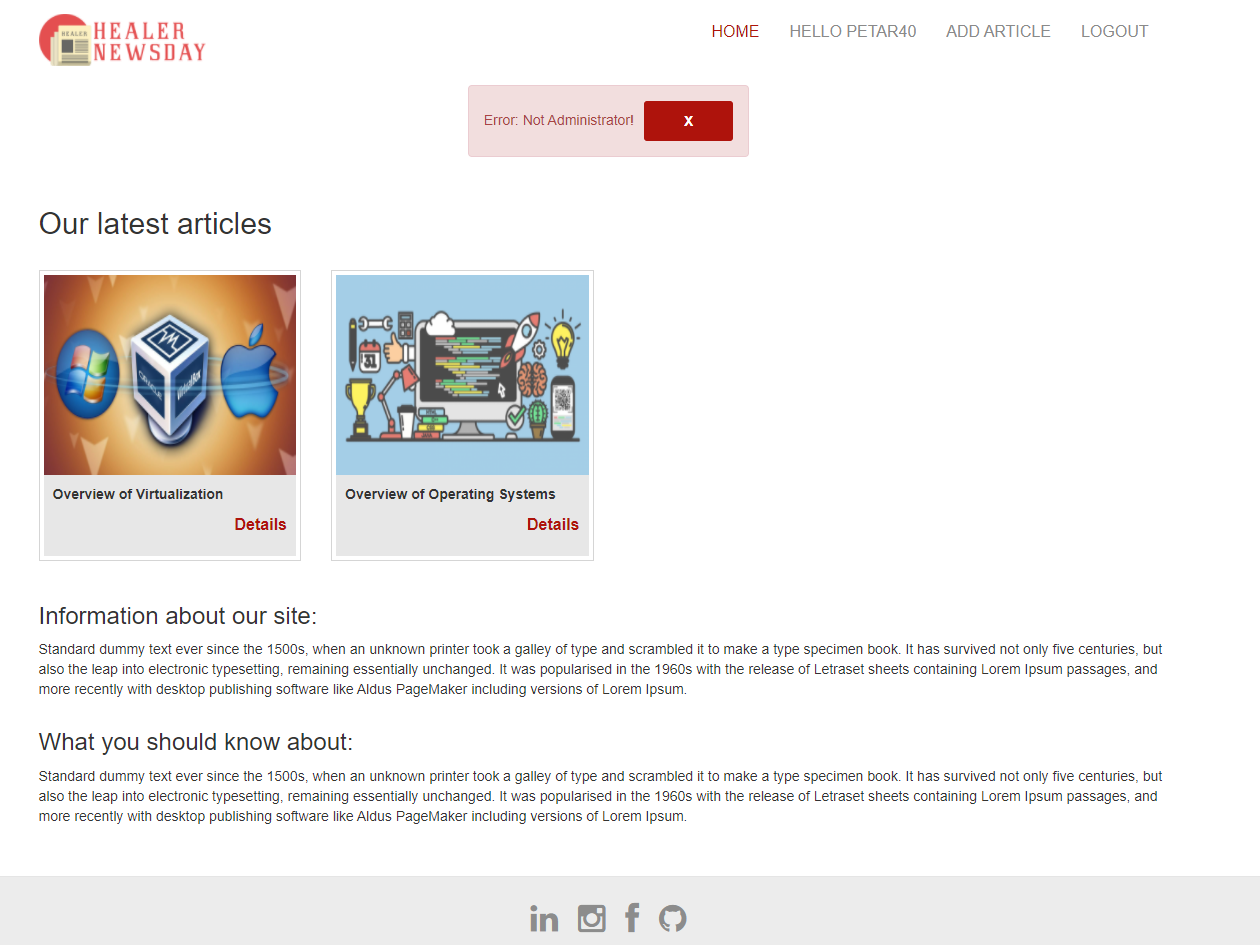 HEALER
HEALER
NEWSDAY
HOME HELLO PETAR40 ADD ARTICLE LOGOUT
Error: Not Administrator! X
Our latest articles
31
Overview of Virtualization
Details
Overview of Operating Systems
Details
Information about our site:
Standard dummy text ever since the 1500s, when an unknown printer took a galley of type and scrambled it to make a type specimen book. It has survived not only five centuries, but
also the leap into electronic typesetting, remaining essentially unchanged. It was popularised in the 1960s with the release of Letraset sheets containing Lorem Ipsum passages, and
more recently with desktop publishing software like Aldus PageMaker including versions of Lorem Ipsum.
What you should know about:
Standard dummy text ever since the 1500s, when an unknown printer took a galley of type and scrambled it to make a type specimen book. It has survived not only five centuries, but
also the leap into electronic typesetting, remaining essentially unchanged. It was popularised in the 1960s with the release of Letraset sheets containing Lorem Ipsum passages, and
more recently with desktop publishing software like Aldus PageMaker including versions of Lorem Ipsum.
in f